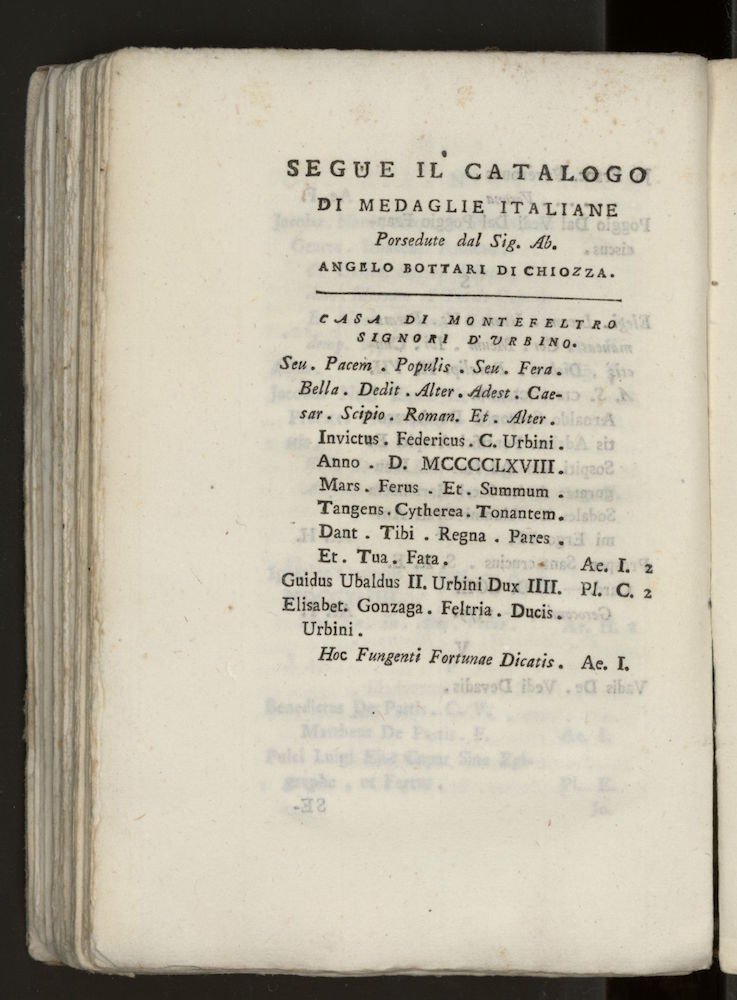 SEGUE IL CATALOGO
DI MEDAGLIE ITALIANE
Porsedute dal Sig. Ab.
ANGELO BOTTARI DI CHIOZZA.
CASA DI MONTEFELTRO
SIGNORI D'URBINO.
Seu. Pacem . Populis . Seu. Fera.
Bella. Dedit . Alter. Adest. Cae-
sar. Scipio. Roman. Et. Alter.
Invictus. Federicus. C. Urbini.
Anno . D. MCCCCLXVIII.
Mars. Ferus . Et. Summum .
Tangens. Cytherea. Tonantem.
Dant . Tibi . Regna . Pares .
Et. Tua. Fata. Ae. I. 2
Guidus Ubaldus II. Urbini Dux IIII. Pl. C. 2
Elisabet. Gonzaga. Feltria. Ducis.
Urbini.
Hoc Fungenti Fortunae Dicatis. Ae. I.